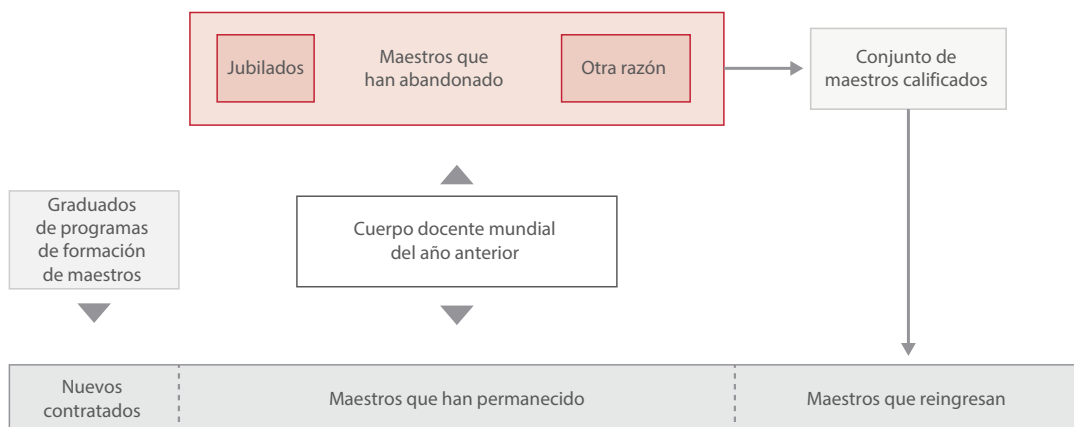 Jubilados
Maestros que
han abandonado
Otra razón
Conjunto de
maestros calificados
Graduados
de programas
de formación
de maestros
Cuerpo docente mundial
del año anterior
Nuevos
contratados
Maestros que han permanecido
Maestros que reingresan